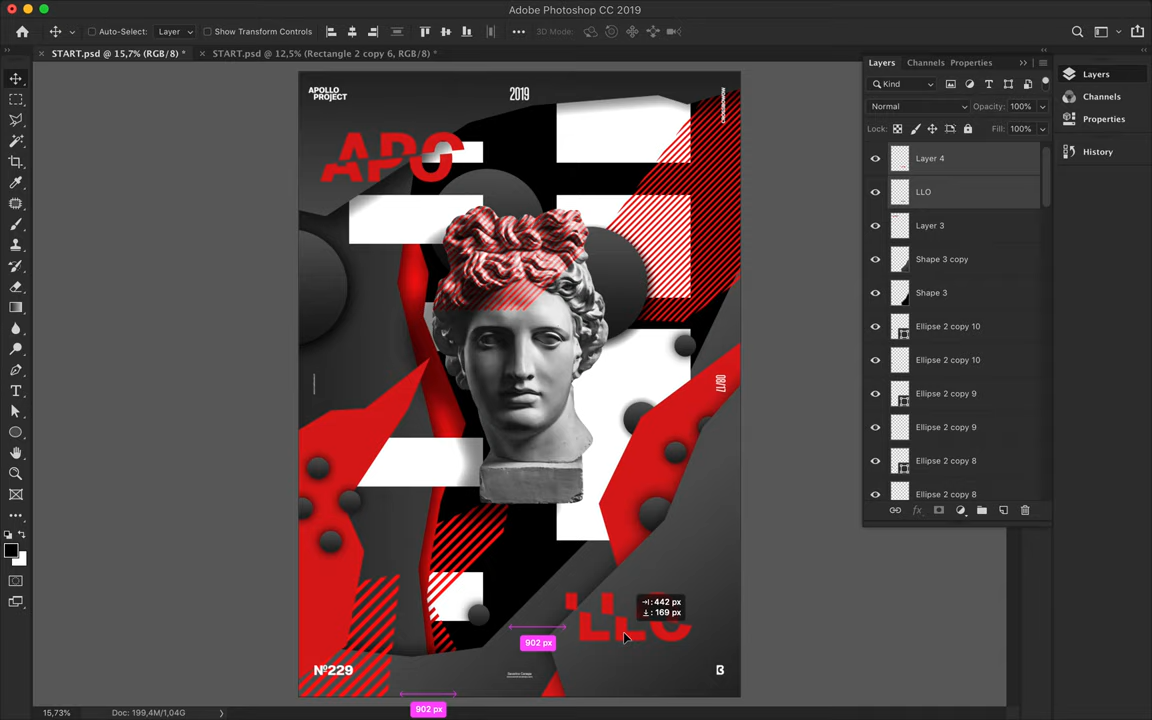 Adobe Photoshop CC 2019
Auto-Select: Layer Show Transform Controls 3D Mode:
START.psd @ 15,7% (RGB/8) * START.psd @ 12,5% (Rectangle 2 copy 6, RGB/8) *
Layers Channels Properties
Kind
Normal Opacity: 100%
Lock: Fill: 100%
Layer 4
LLO
Layer 3
Shape 3 copy
Shape 3
Ellipse 2 copy 10
Ellipse 2 copy 10
Ellipse 2 copy 9
Ellipse 2 copy 9
Ellipse 2 copy 8
Ellipse 2 copy 8
Layers
Channels
Properties
History
APOLLO
PROJECT
2019
APO
08/17
LLO
: 442 px
: 169 px
902 px
902 px
№229
15,73% Doc: 199,4M/1,04G